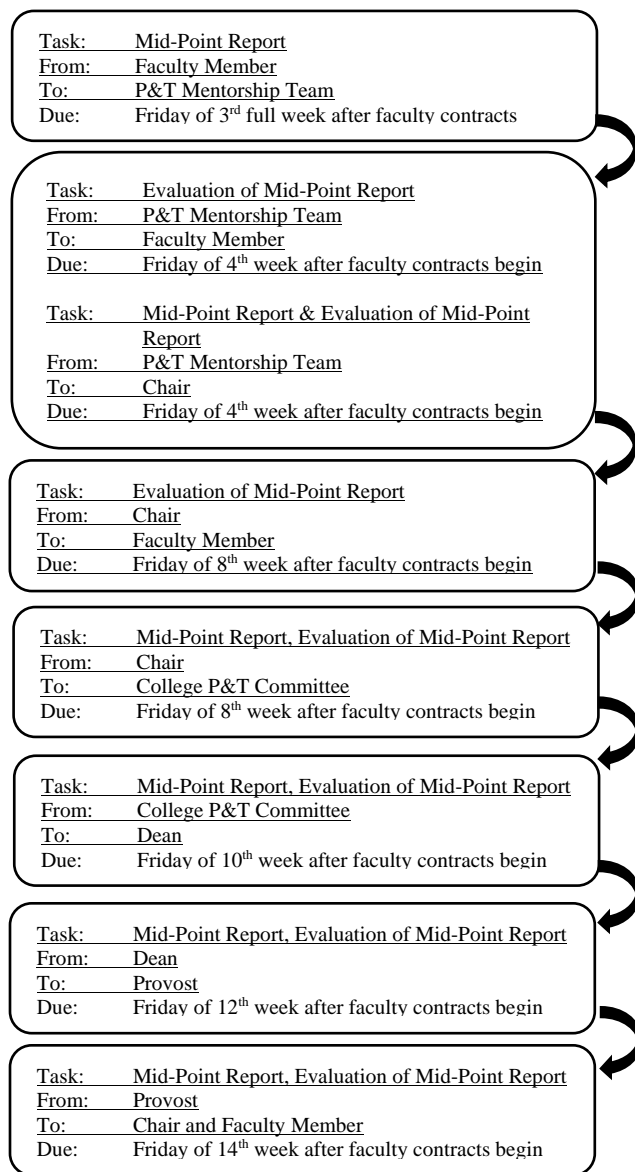 Task: Mid-Point Report
From: Faculty Member
To: P&T Mentorship Team
Due: Friday of 3rd full week after faculty contracts
Task: Evaluation of Mid-Point Report
From: P&T Mentorship Team
To: Faculty Member
Due: Friday of 4th week after faculty contracts begin
Task: Mid-Point Report & Evaluation of Mid-Point
Report
From: P&T Mentorship Team
To: Chair
Due: Friday of 4th week after faculty contracts begin
Task: Evaluation of Mid-Point Report
From: Chair
To: Faculty Member
Due: Friday of 8th week after faculty contracts begin
Task: Mid-Point Report, Evaluation of Mid-Point Report
From: Chair
To: College P&T Committee
Due: Friday of 8th week after faculty contracts begin
Task: Mid-Point Report, Evaluation of Mid-Point Report
From: College P&T Committee
To: Dean
Due: Friday of 10th week after faculty contracts begin
Task: Mid-Point Report, Evaluation of Mid-Point Report
From: Dean
To: Provost
Due: Friday of 12th week after faculty contracts begin
Task: Mid-Point Report, Evaluation of Mid-Point Report
From: Provost
To: Chair and Faculty Member
Due: Friday of 14th week after faculty contracts begin